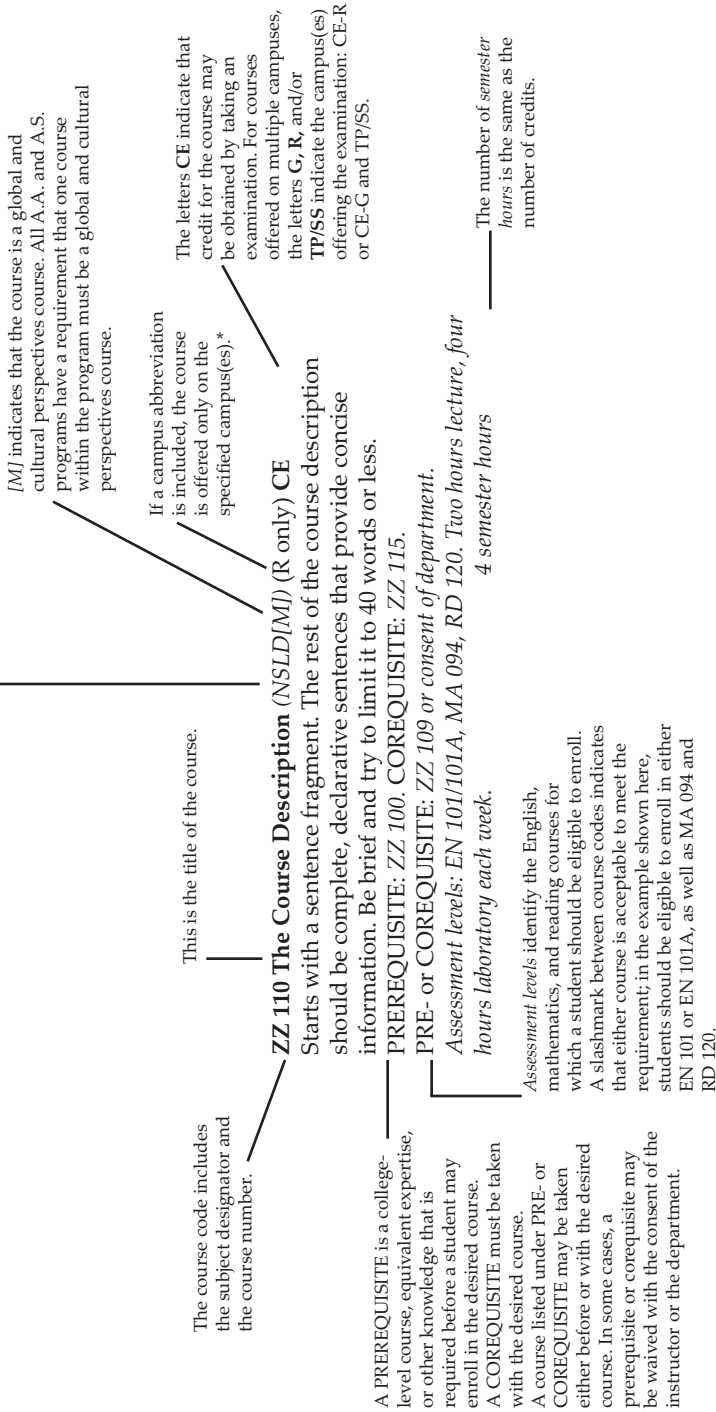 [M] indicates that the course is a global and
cultural perspectives course. All A.A. and A.S.
programs have a requirement that one course
within the program must be a global and cultural
perspectives course.
This is the title of the course.
If a campus abbreviation
is included, the course
is offered only on the
specified campus(es).*
The letters CE indicate that
credit for the course may
be obtained by taking an
examination. For courses
offered on multiple campuses,
the letters G, R, and/or
TP/SS indicate the campus(es)
offering the examination: CE-R
or CE-G and TP/SS.
The course code includes
the subject designator and
the course number.
ZZ 110 The Course Description (NSLD[M]) (R only) CE
Starts with a sentence fragment. The rest of the course description
should be complete, declarative sentences that provide concise
information. Be brief and try to limit it to 40 words or less.
PREREQUISITE: ZZ 100. COREQUISITE: ZZ 115.
PRE- or COREQUISITE: ZZ 109 or consent of department.
Assessment levels: EN 101/101A, MA 094, RD 120. Two hours lecture, four
hours laboratory each week.
4 semester hours
The number of semester
hours is the same as the
number of credits.
A PREREQUISITE is a college-
level course, equivalent expertise,
or other knowledge that is
required before a student may
enroll in the desired course.
A COREQUISITE must be taken
with the desired course.
A course listed under PRE- or
COREQUISITE may be taken
either before or with the desired
course. In some cases, a
prerequisite or corequisite may
be waived with the consent of the
instructor or the department.
Assessment levels identify the English,
mathematics, and reading courses for
which a student should be eligible to enroll.
A slashmark between course codes indicates
that either course is acceptable to meet the
requirement; in the example shown here,
students should be eligible to enroll in either
EN 101 or EN 101A, as well as MA 094 and
RD 120.